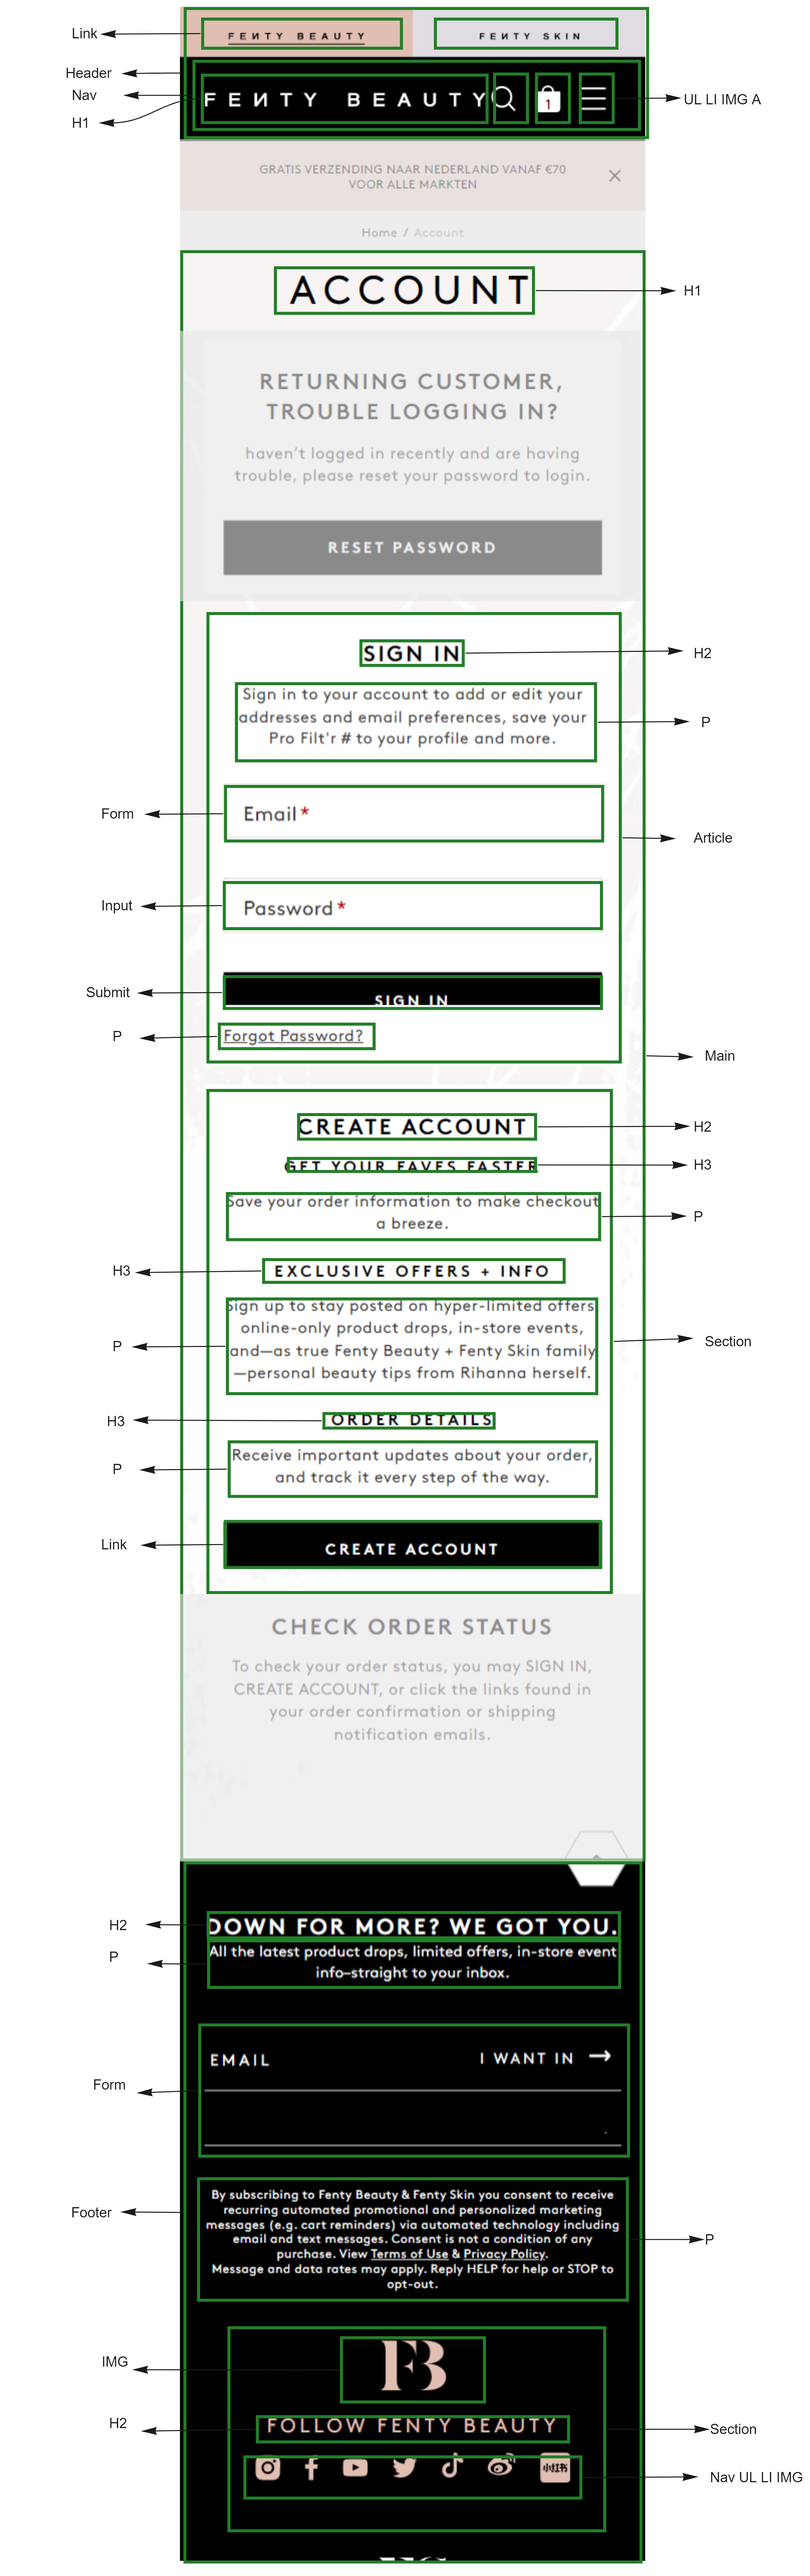 Link
FEИTY BEAUTY
FEИTY SKIN
Header
Nav
H1
FEИTY BEAUTY
1
UL LI IMG A
GRATIS VERZENDING NAAR NEDERLAND VANAF €70
VOOR ALLE MARKTEN
Home / Account
ACCOUNT
H1
RETURNING CUSTOMER,
TROUBLE LOGGING IN?
haven't logged in recently and are having
trouble, please reset your password to login.
RESET PASSWORD
SIGN IN
H2
Sign in to your account to add or edit your
addresses and email preferences, save your
Pro Filt'r # to your profile and more.
P
Form
Email *
Article
Input
Password *
Submit
SIGN IN
P
Forgot Password?
Main
CREATE ACCOUNT
H2
GET YOUR FAVES FASTER
H3
Save your order information to make checkout
a breeze.
P
H3
EXCLUSIVE OFFERS + INFO
Sign up to stay posted on hyper-limited offers,
online-only product drops, in-store events,
and—as true Fenty Beauty + Fenty Skin family
—personal beauty tips from Rihanna herself.
P
Section
H3
ORDER DETAILS
P
Receive important updates about your order,
and track it every step of the way.
Link
CREATE ACCOUNT
CHECK ORDER STATUS
To check your order status, you may SIGN IN,
CREATE ACCOUNT, or click the links found in
your order confirmation or shipping
notification emails.
H2
DOWN FOR MORE? WE GOT YOU.
P
All the latest product drops, limited offers, in-store event
info–straight to your inbox.
EMAIL
I WANT IN →
Form
Footer
By subscribing to Fenty Beauty & Fenty Skin you consent to receive
recurring automated promotional and personalized marketing
messages (e.g. cart reminders) via automated technology including
email and text messages. Consent is not a condition of any
purchase. View Terms of Use & Privacy Policy.
Message and data rates may apply. Reply HELP for help or STOP to
opt-out.
P
IMG
FB
H2
FOLLOW FENTY BEAUTY
Section
小红书
Nav UL LI IMG